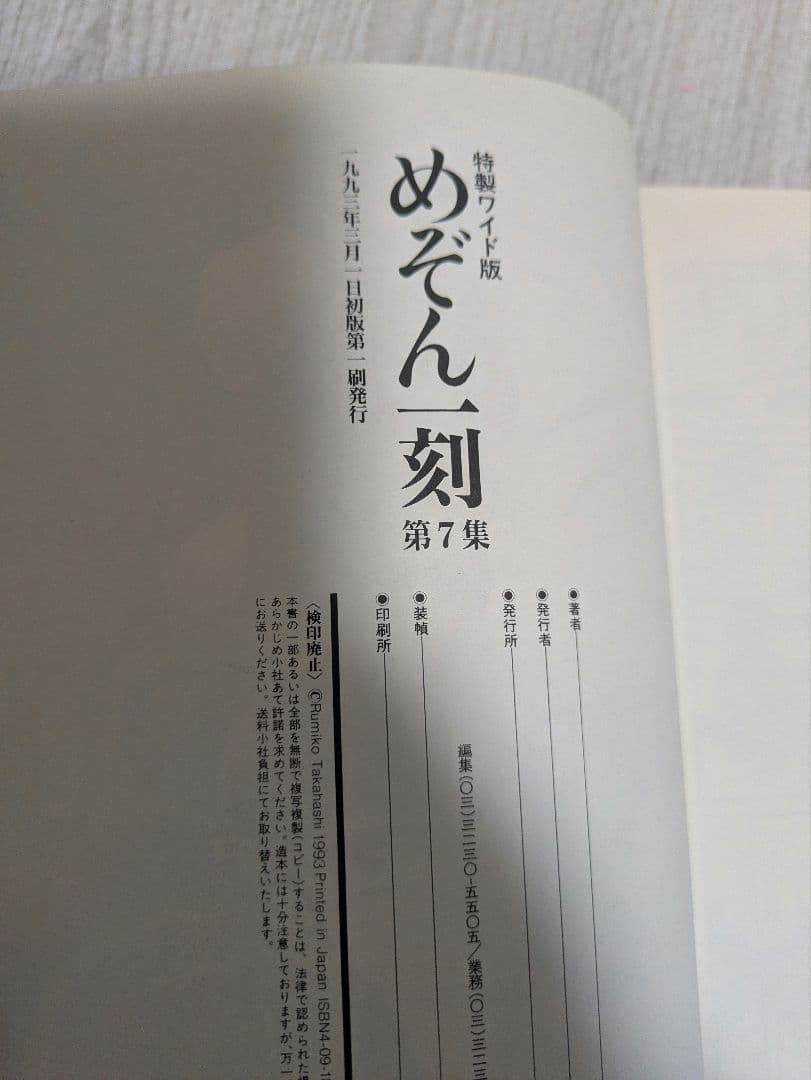 特製ワイド版
めぞん一刻
第7集
一九九三年三月一日初版第一刷発行
◉著者
◉発行者
◉発行所
編集(〇三)三二三〇-五五〇五/業務(〇三)三二三
◉装幀
◉印刷所
〈検印廃止〉©Rumiko Takahashi 1993 Printed in Japan ISBN4-09-1
本書の一部あるいは全部を無断で複写複製(コピー)することは、法律で認められた場
あらかじめ小社あて許諾を求めてください。造本には十分注意しておりますが、万一
にお送りください。送料小社負担にてお取り替えいたします。